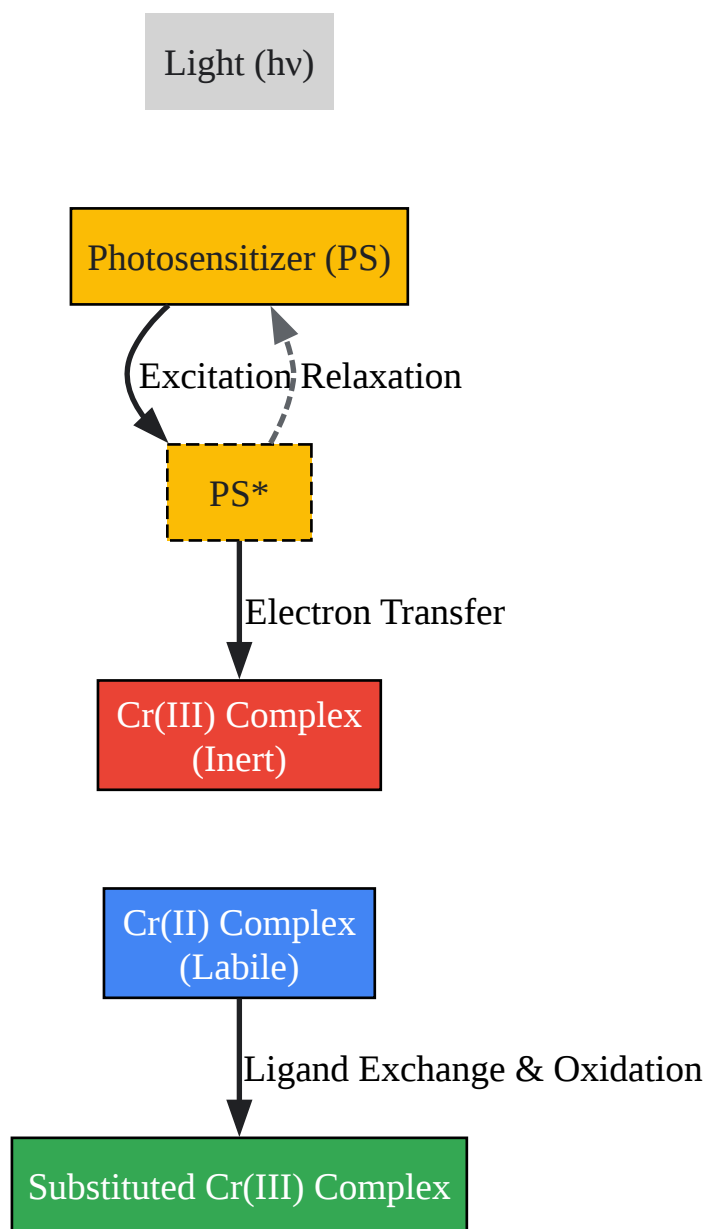 Light (hν)
Photosensitizer (PS)
Excitation
Relaxation
PS*
Electron Transfer
Cr(III) Complex
(Inert)
Cr(II) Complex
(Labile)
Ligand Exchange & Oxidation
Substituted Cr(III) Complex